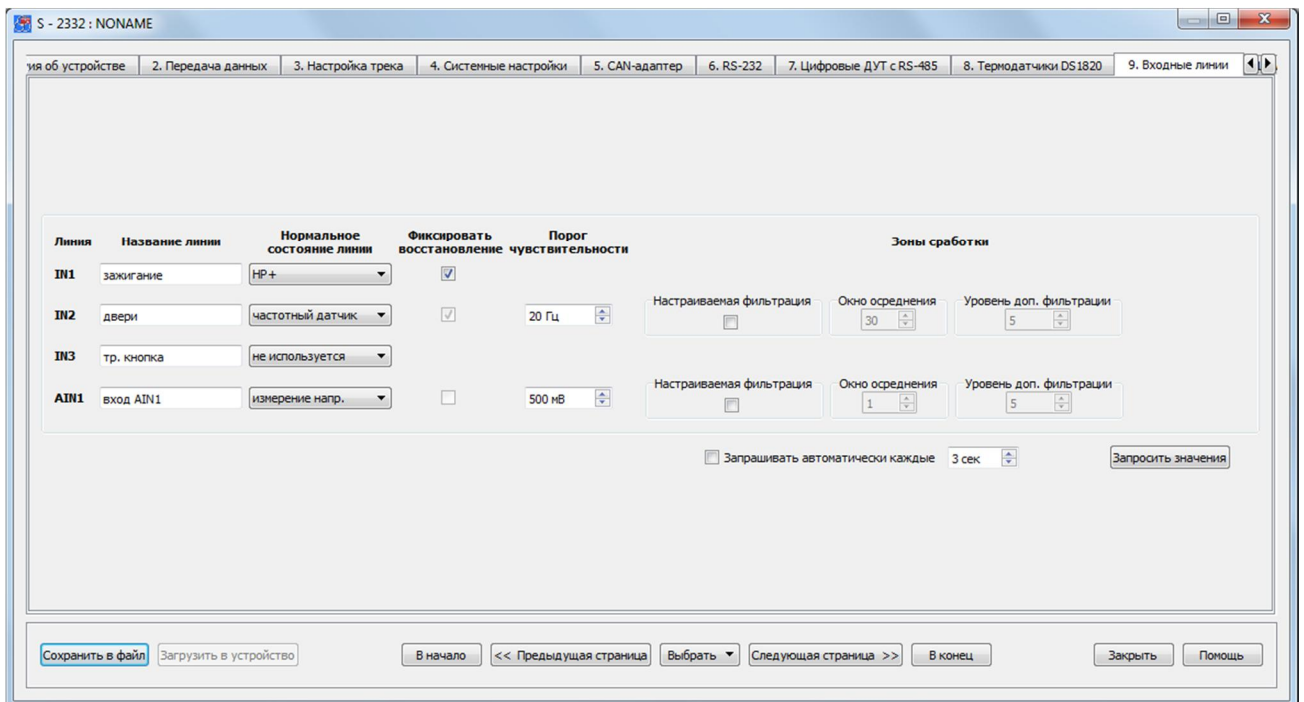 S - 2332 : NONAME
ия об устройстве 2. Передача данных 3. Настройка трека 4. Системные настройки 5. CAN-адаптер 6. RS-232 7. Цифровые ДУТ с RS-485 8. Термодатчики DS1820 9. Входные линии
Линия Название линии Нормальное состояние линии Фиксировать восстановление Порог чувствительности Зоны сработки
IN1 зажигание НР+
Настраиваемая фильтрация Окно осреднения Уровень доп. фильтрации
IN2 двери частотный датчик 20 Гц 30 5
IN3 тр. кнопка не используется
Настраиваемая фильтрация Окно осреднения Уровень доп. фильтрации
AIN1 вход AIN1 измерение напр. 500 мВ 1 5
Запрашивать автоматически каждые 3 сек Запросить значения
Сохранить в файл Загрузить в устройство В начало << Предыдущая страница Выбрать Следующая страница >> В конец Закрыть Помощь